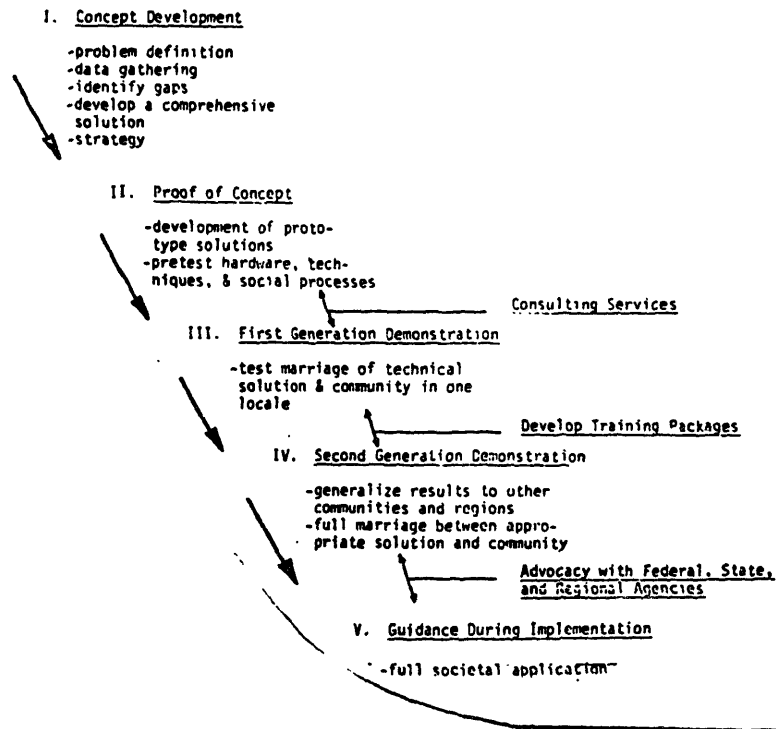 I. Concept Development
-problem definition
-data gathering
-identify gaps
-develop a comprehensive
solution
-strategy
II. Proof of Concept
-development of proto-
type solutions
-pretest hardware, tech-
niques, & social processes
Consulting Services
III. First Generation Demonstration
-test marriage of technical
solution & community in one
locale
Develop Training Packages
IV. Second Generation Demonstration
-generalize results to other
communities and regions
-full marriage between appro-
priate solution and community
Advocacy with Federal, State,
and Regional Agencies
V. Guidance During Implementation
-full societal application